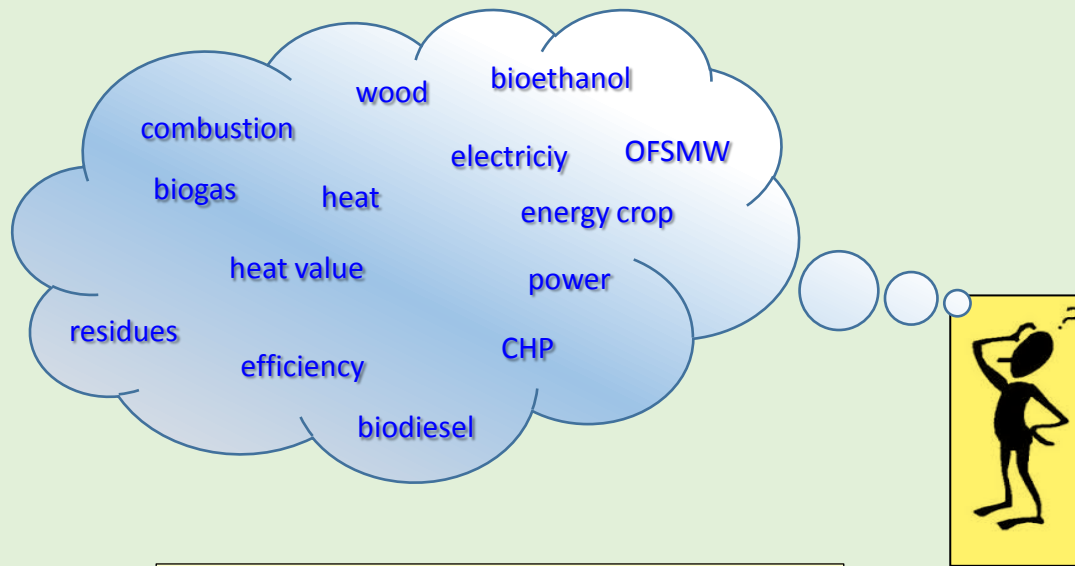 wood
bioethanol
combustion
electriciy
OFSMW
biogas
heat
energy crop
heat value
power
residues
efficiency
CHP
biodiesel